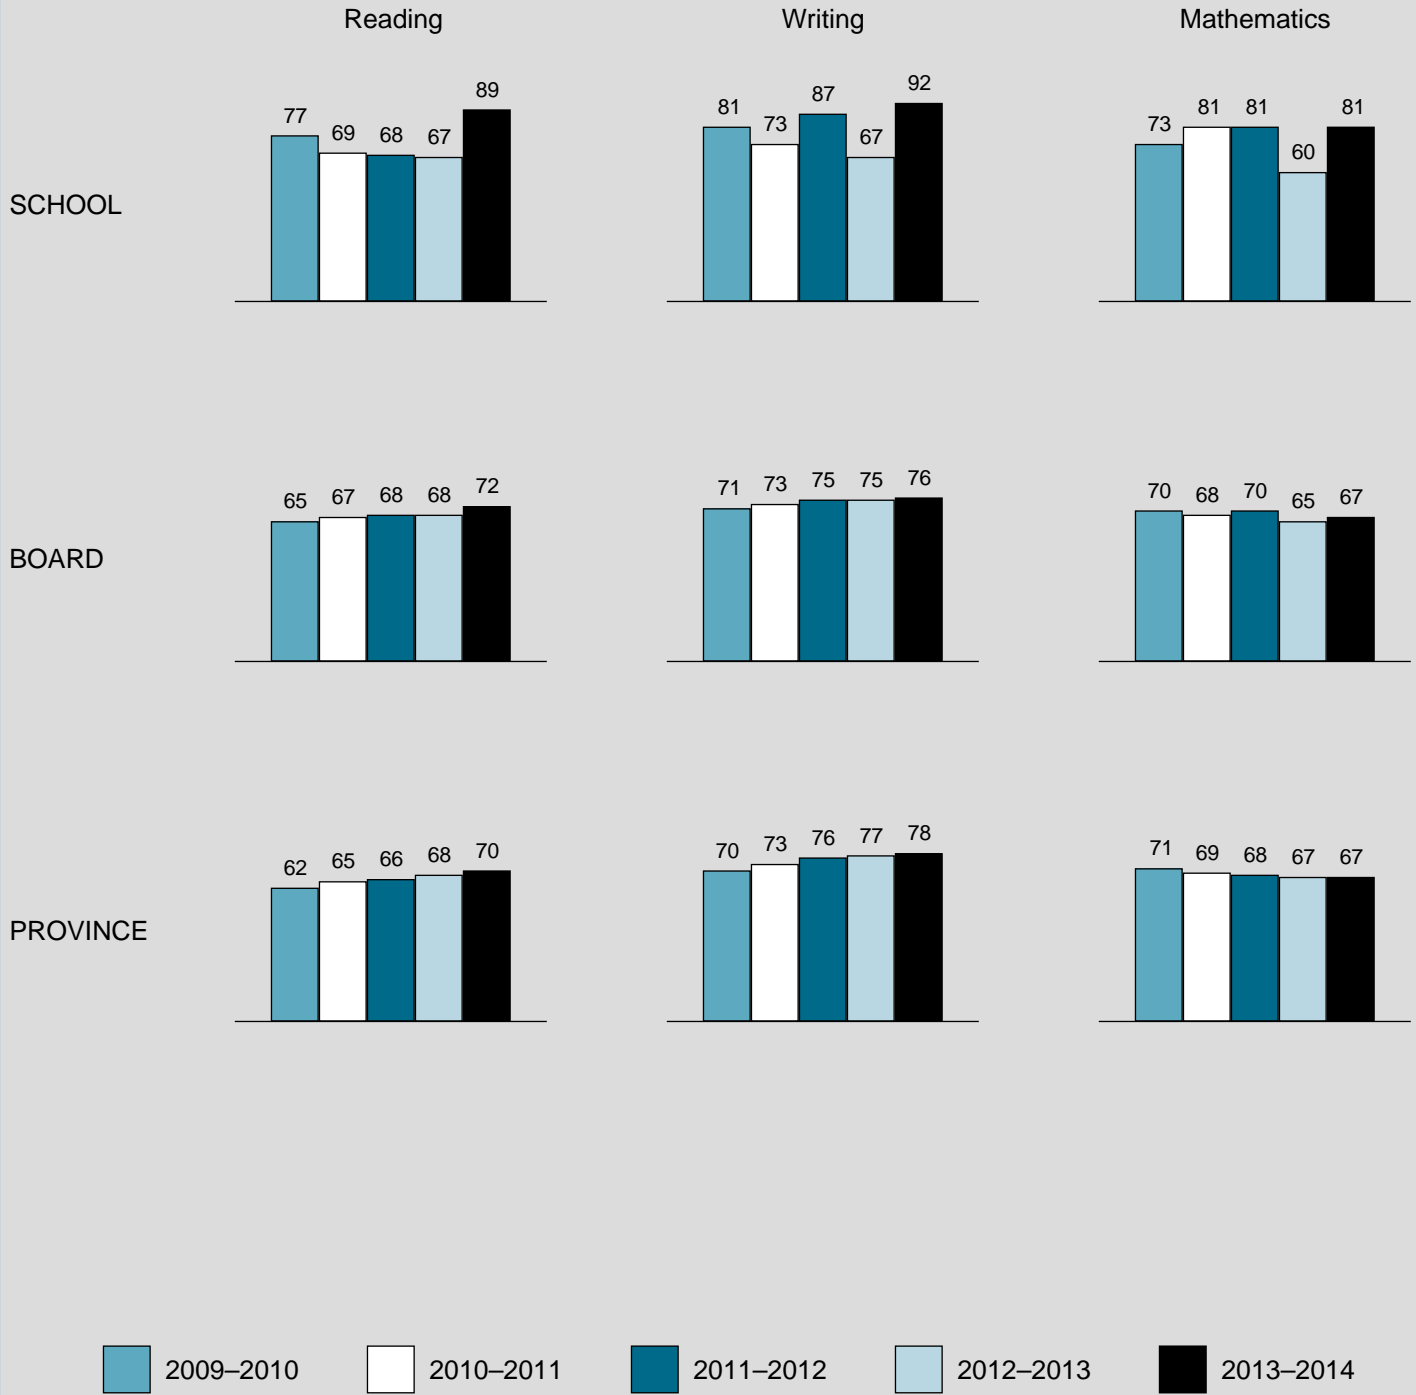 Reading Writing Mathematics
SCHOOL
77 69 68 67 89
81 73 87 67 92
73 81 81 60 81
BOARD
65 67 68 68 72
71 73 75 75 76
70 68 70 65 67
PROVINCE
62 65 66 68 70
70 73 76 77 78
71 69 68 67 67
2009–2010 2010–2011 2011–2012 2012–2013 2013–2014